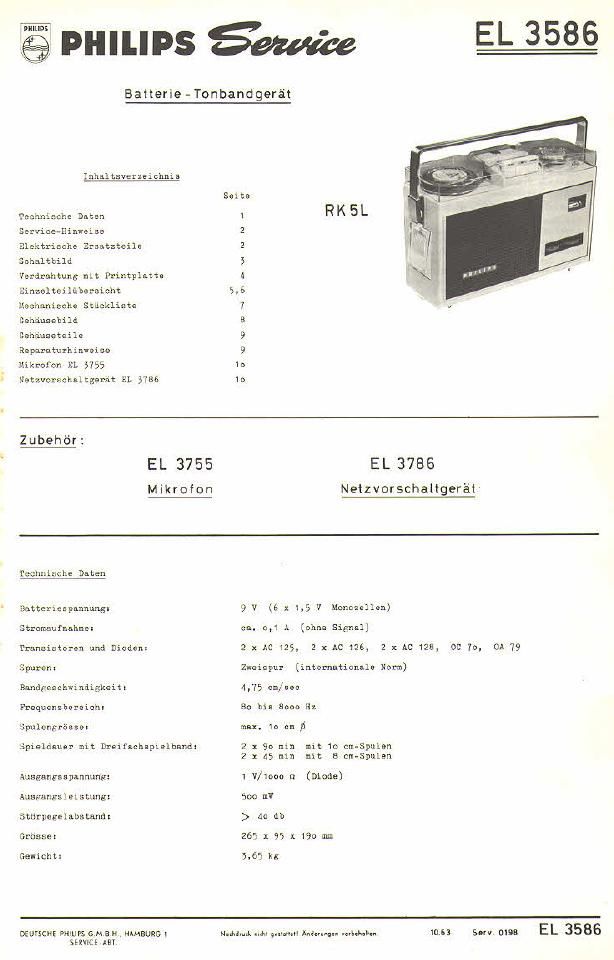 PHILIPS
PHILIPS Service
EL 3586
Batterie-Tonbandgerät
Inhaltsverzeichnis
Seite
Technische Daten 1
Service-Hinweise 2
Elektrische Ersatzteile 2
Schaltbild 3
Verdrahtung mit Printplatte 4
Einzelteilübersicht 5,6
Mechanische Stückliste 7
Gehäusebild 8
Gehäuseteile 9
Reparaturhinweise 9
Mikrofon EL 3755 10
Netzvorschaltgerät EL 3786 10
RK5L
PHILIPS
Zubehör:
EL 3755 EL 3786
Mikrofon Netzvorschaltgerät
Technische Daten
Batteriespannung: 9 V (6 x 1,5 V Monozellen)
Stromaufnahme: ca. 0,1 A (ohne Signal)
Transistoren und Dioden: 2 x AC 125, 2 x AC 126, 2 x AC 128, OC 70, OA 79
Spuren: Zweispur (internationale Norm)
Bandgeschwindigkeit: 4,75 cm/sec
Frequenzbereich: 80 bis 8000 Hz
Spulengrösse: max. 10 cm Ø
Spieldauer mit Dreifachspielband: 2 x 90 min mit 10 cm-Spulen
2 x 45 min mit 8 cm-Spulen
Ausgangsspannung: 1 V/1000 Ω (Diode)
Ausgangsleistung: 500 mW
Störpegelabstand: > 40 db
Grösse: 265 x 95 x 190 mm
Gewicht: 3,65 kg
DEUTSCHE PHILIPS G.M.B.H., HAMBURG 1 Nachdruck nicht gestattet! Änderungen vorbehalten. 10.63 Serv. 0198 EL 3586
SERVICE-ABT.